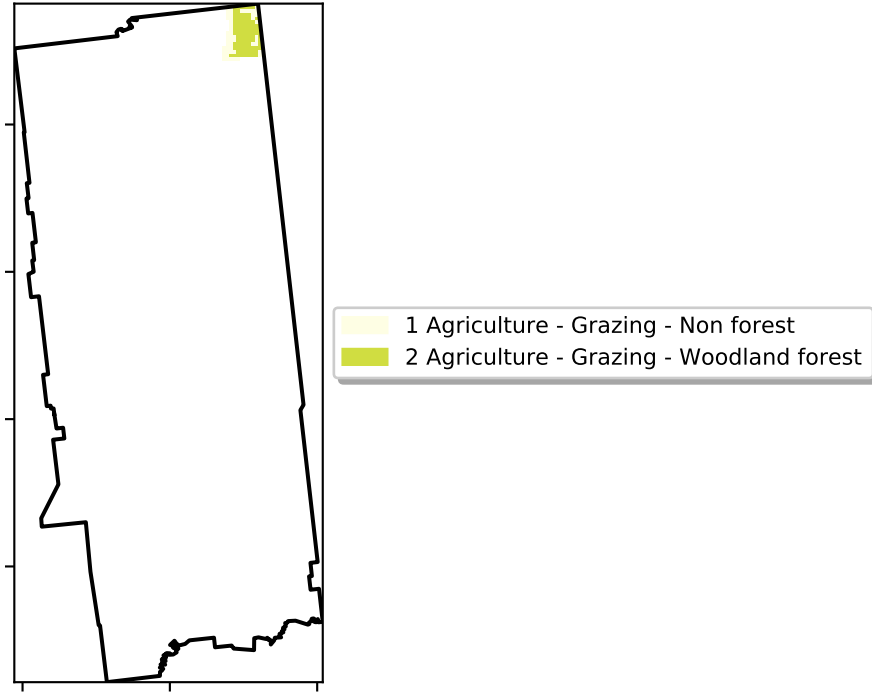 1 Agriculture - Grazing - Non forest
2 Agriculture - Grazing - Woodland forest